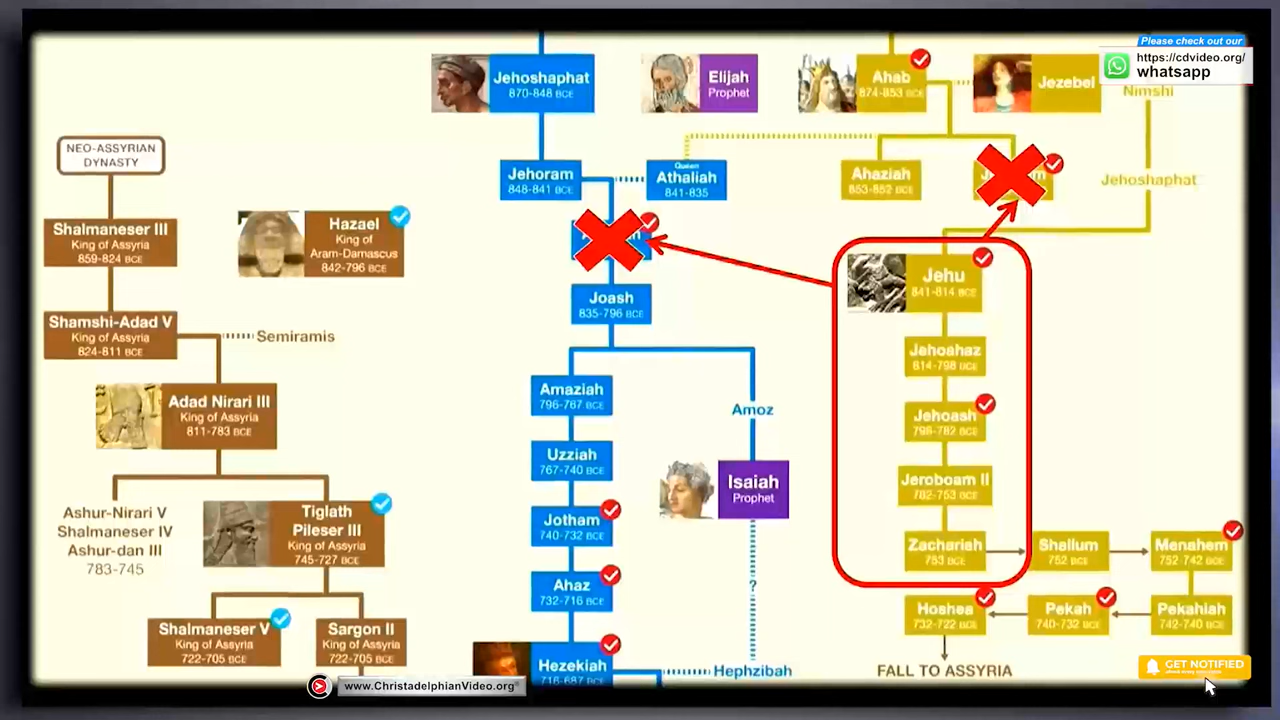 Please check out our
https://cdvideo.org/
whatsapp
Jehoshaphat
870-848 BCE
Elijah
Prophet
Ahab
874-853 BCE
Jezebel
Nimshi
NEO-ASSYRIAN
DYNASTY
Jehoram
848-841 BCE
Queen
Athaliah
841-835
Ahaziah
853-852 BCE
Jehoshaphat
Shalmaneser III
King of Assyria
859-824 BCE
Hazael
King of
Aram-Damascus
842-796 BCE
Jehu
841-814 BCE
Joash
835-796 BCE
Shamshi-Adad V
King of Assyria
824-811 BCE
Semiramis
Jehoahaz
814-798 BCE
Adad Nirari III
King of Assyria
811-783 BCE
Amaziah
796-767 BCE
Amoz
Jehoash
798-782 BCE
Uzziah
767-740 BCE
Isaiah
Prophet
Jeroboam II
782-753 BCE
Ashur-Nirari V
Shalmaneser IV
Ashur-dan III
783-745
Tiglath
Pileser III
King of Assyria
745-727 BCE
Jotham
740-732 BCE
Zachariah
753 BCE
Shallum
752 BCE
Menahem
752-742 BCE
Ahaz
732-716 BCE
?
Hoshea
732-722 BCE
Pekah
740-732 BCE
Pekahiah
742-740 BCE
Shalmaneser V
King of Assyria
722-705 BCE
Sargon II
King of Assyria
722-705 BCE
Hezekiah
716-687 BCE
Hephzibah
FALL TO ASSYRIA
GET NOTIFIED
www.ChristadelphianVideo.org